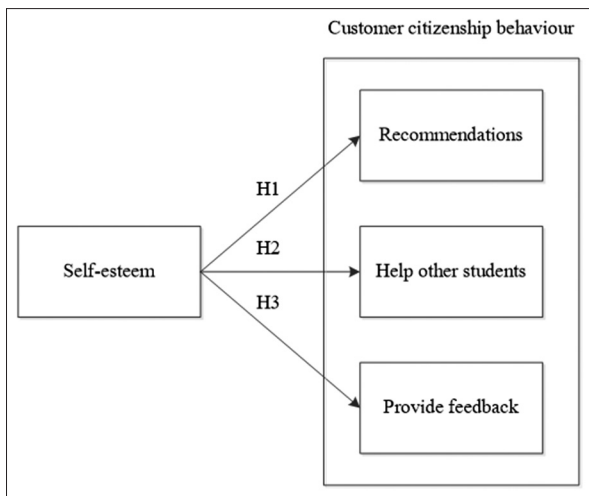 Customer citizenship behaviour
Recommendations
H1
Self-esteem
H2
Help other students
H3
Provide feedback